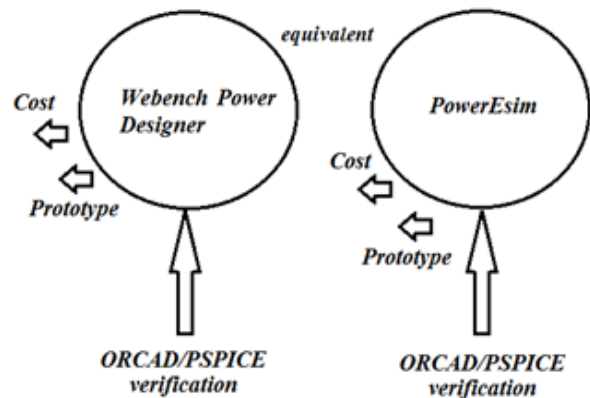 equivalent
Webench Power
Designer
Cost
Prototype
ORCAD/PSPICE
verification
PowerEsim
Cost
Prototype
ORCAD/PSPICE
verification